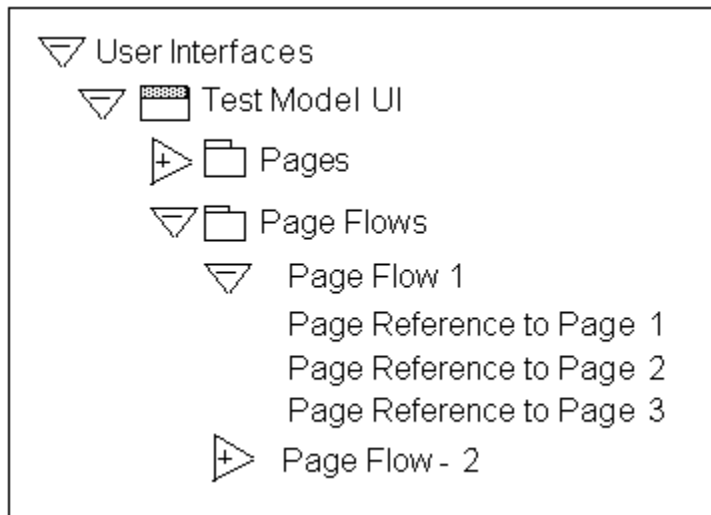 User Interfaces
Test Model UI
Pages
Page Flows
Page Flow 1
Page Reference to Page 1
Page Reference to Page 2
Page Reference to Page 3
Page Flow - 2